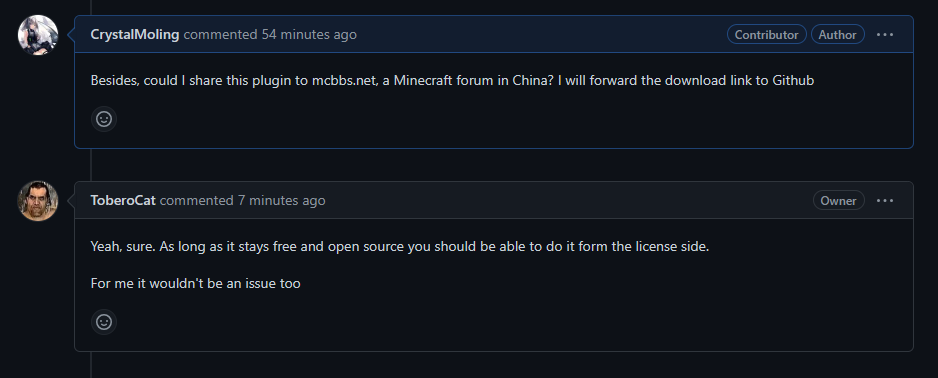 CrystalMoling commented 54 minutes ago Contributor Author
Besides, could I share this plugin to mcbbs.net, a Minecraft forum in China? I will forward the download link to Github
ToberoCat commented 7 minutes ago Owner
Yeah, sure. As long as it stays free and open source you should be able to do it form the license side.
For me it wouldn't be an issue too